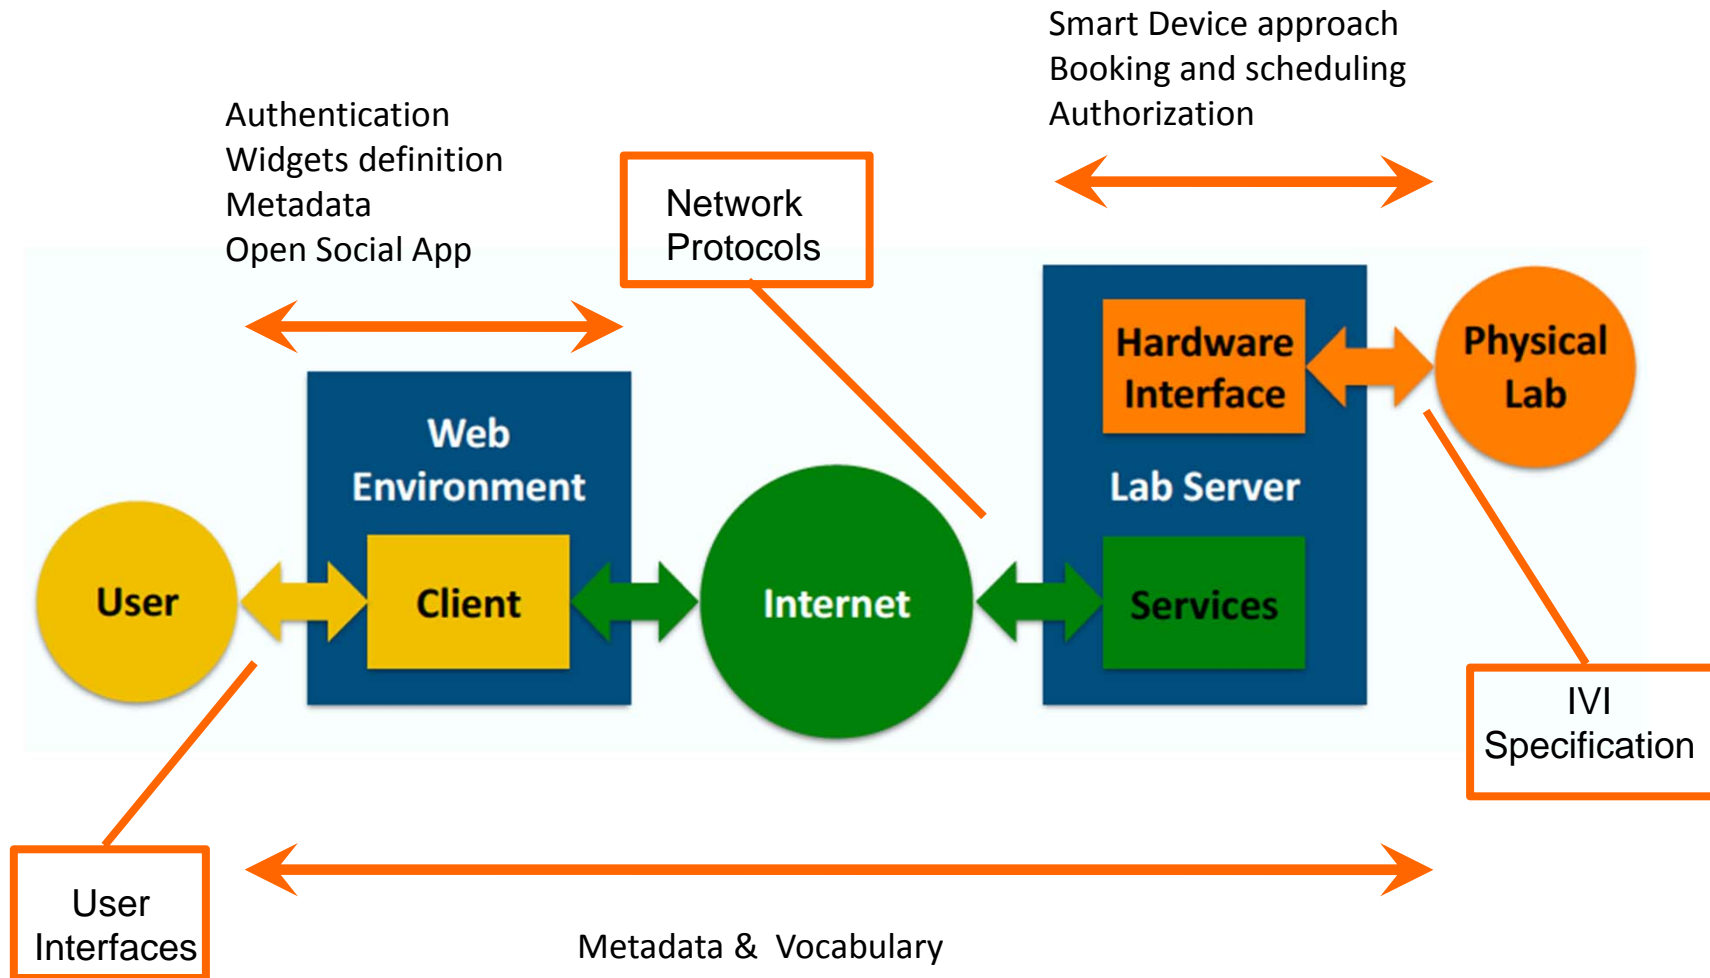 Smart Device approach
Booking and scheduling
Authorization
Authentication
Widgets definition
Metadata
Open Social App
Network
Protocols
Hardware
Interface
Physical
Lab
Web
Environment
Lab Server
User
Client
Internet
Services
IVI
Specification
User
Interfaces
Metadata & Vocabulary